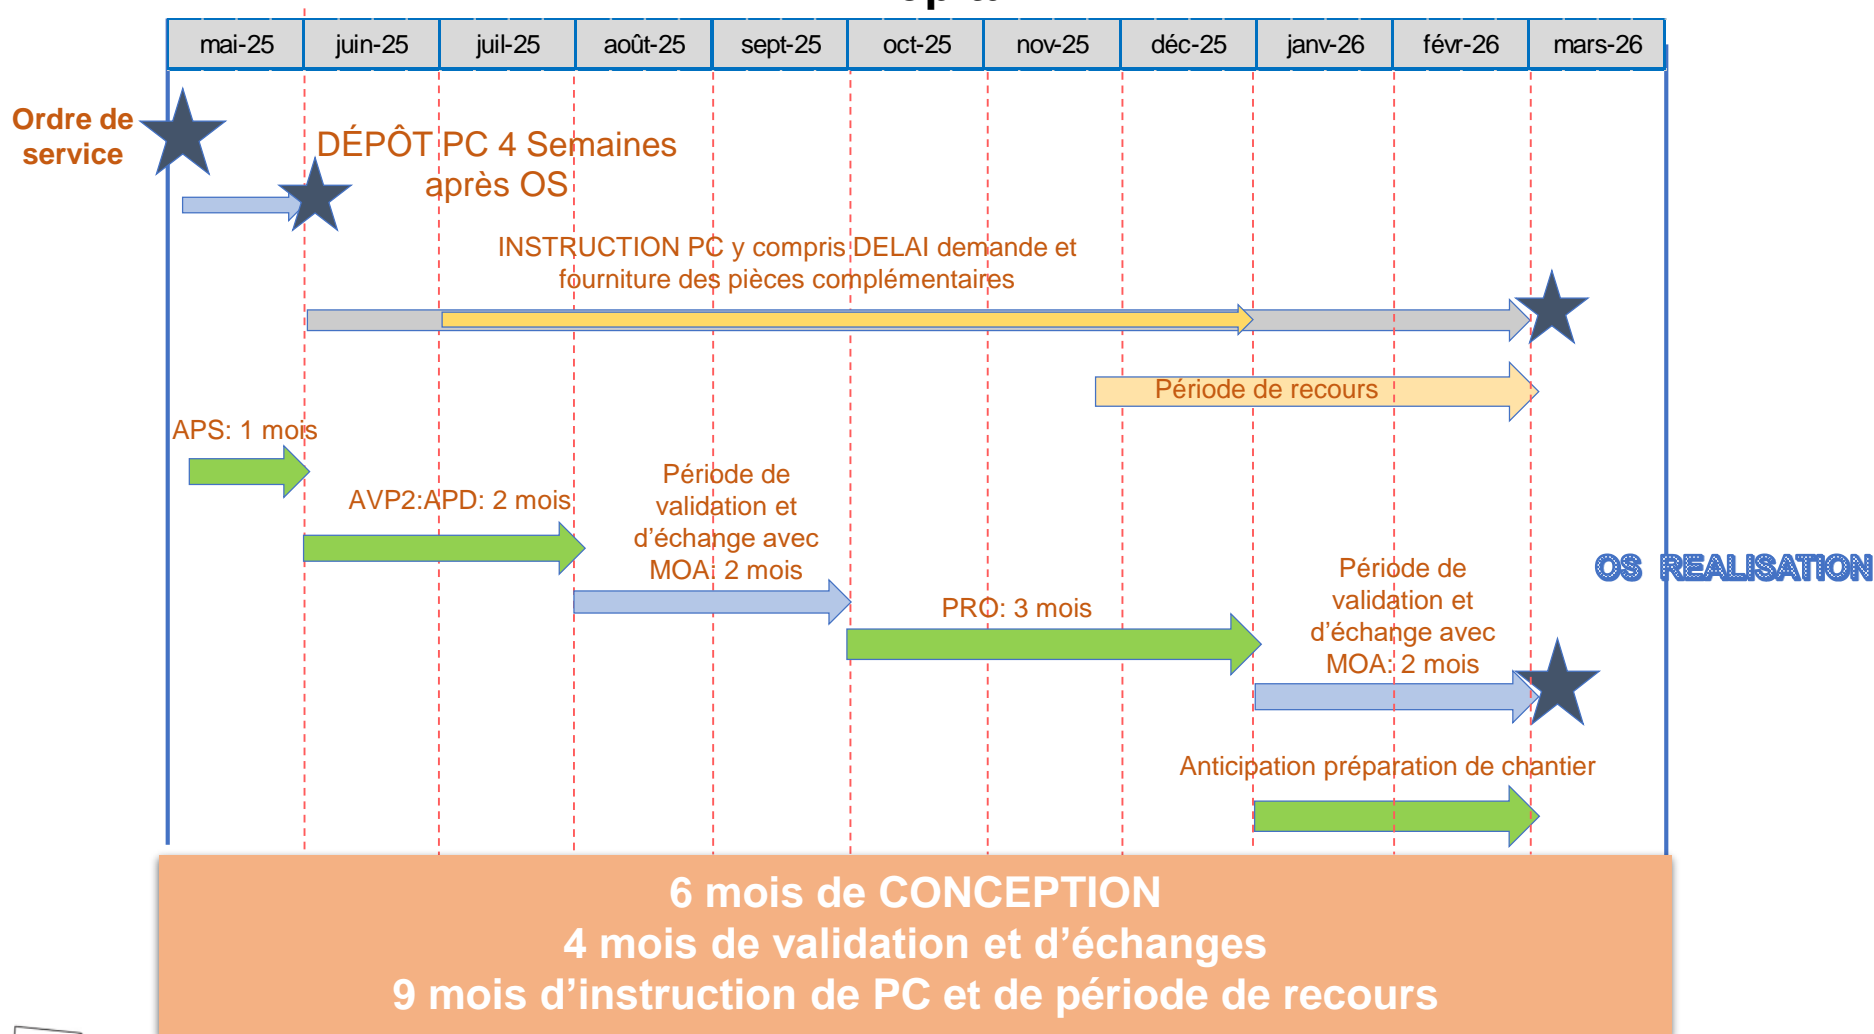 mai-25 juin-25 juil-25 août-25 sept-25 oct-25 nov-25 déc-25 janv-26 févr-26 mars-26
Ordre de
service
DÉPÔT PC 4 Semaines
après OS
INSTRUCTION PC y compris DELAI demande et
fourniture des pièces complémentaires
Période de recours
APS: 1 mois
AVP2:APD: 2 mois
Période de
validation et
d'échange avec
MOA: 2 mois
PRO: 3 mois
Période de
validation et
d'échange avec
MOA: 2 mois
OS REALISATION
Anticipation préparation de chantier
6 mois de CONCEPTION
4 mois de validation et d'échanges
9 mois d'instruction de PC et de période de recours